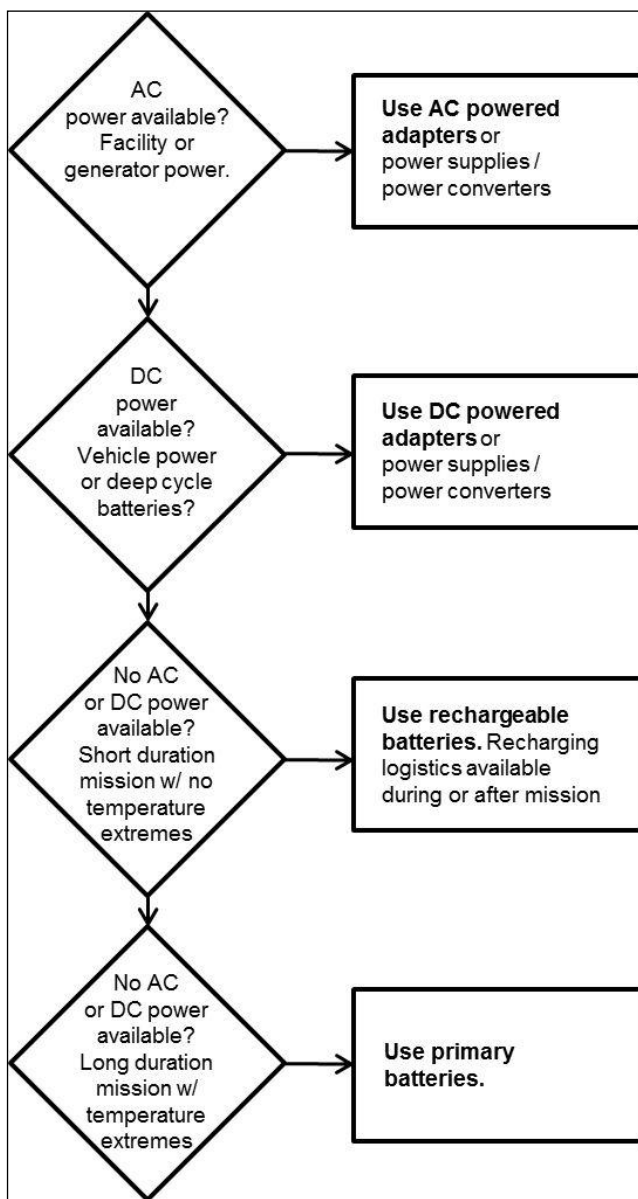 AC
power available?
Facility or
generator power.
Use AC powered
adapters or
power supplies /
power converters
DC
power
available?
Vehicle power
or deep cycle
batteries?
Use DC powered
adapters or
power supplies /
power converters
No AC
or DC power
available?
Short duration
mission w/ no
temperature
extremes
Use rechargeable
batteries. Recharging
logistics available
during or after mission
No AC
or DC power
available?
Long duration
mission w/
temperature
extremes
Use primary
batteries.